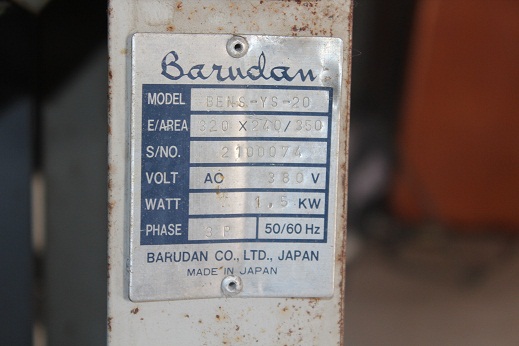 Barudan
MODEL BENS-YS-20
E/AREA 320 X 240/350
S/NO. 2100074
VOLT AC 380 V
WATT 1,5 KW
PHASE 3 P 50/60 Hz
BARUDAN CO., LTD., JAPAN
MADE IN JAPAN